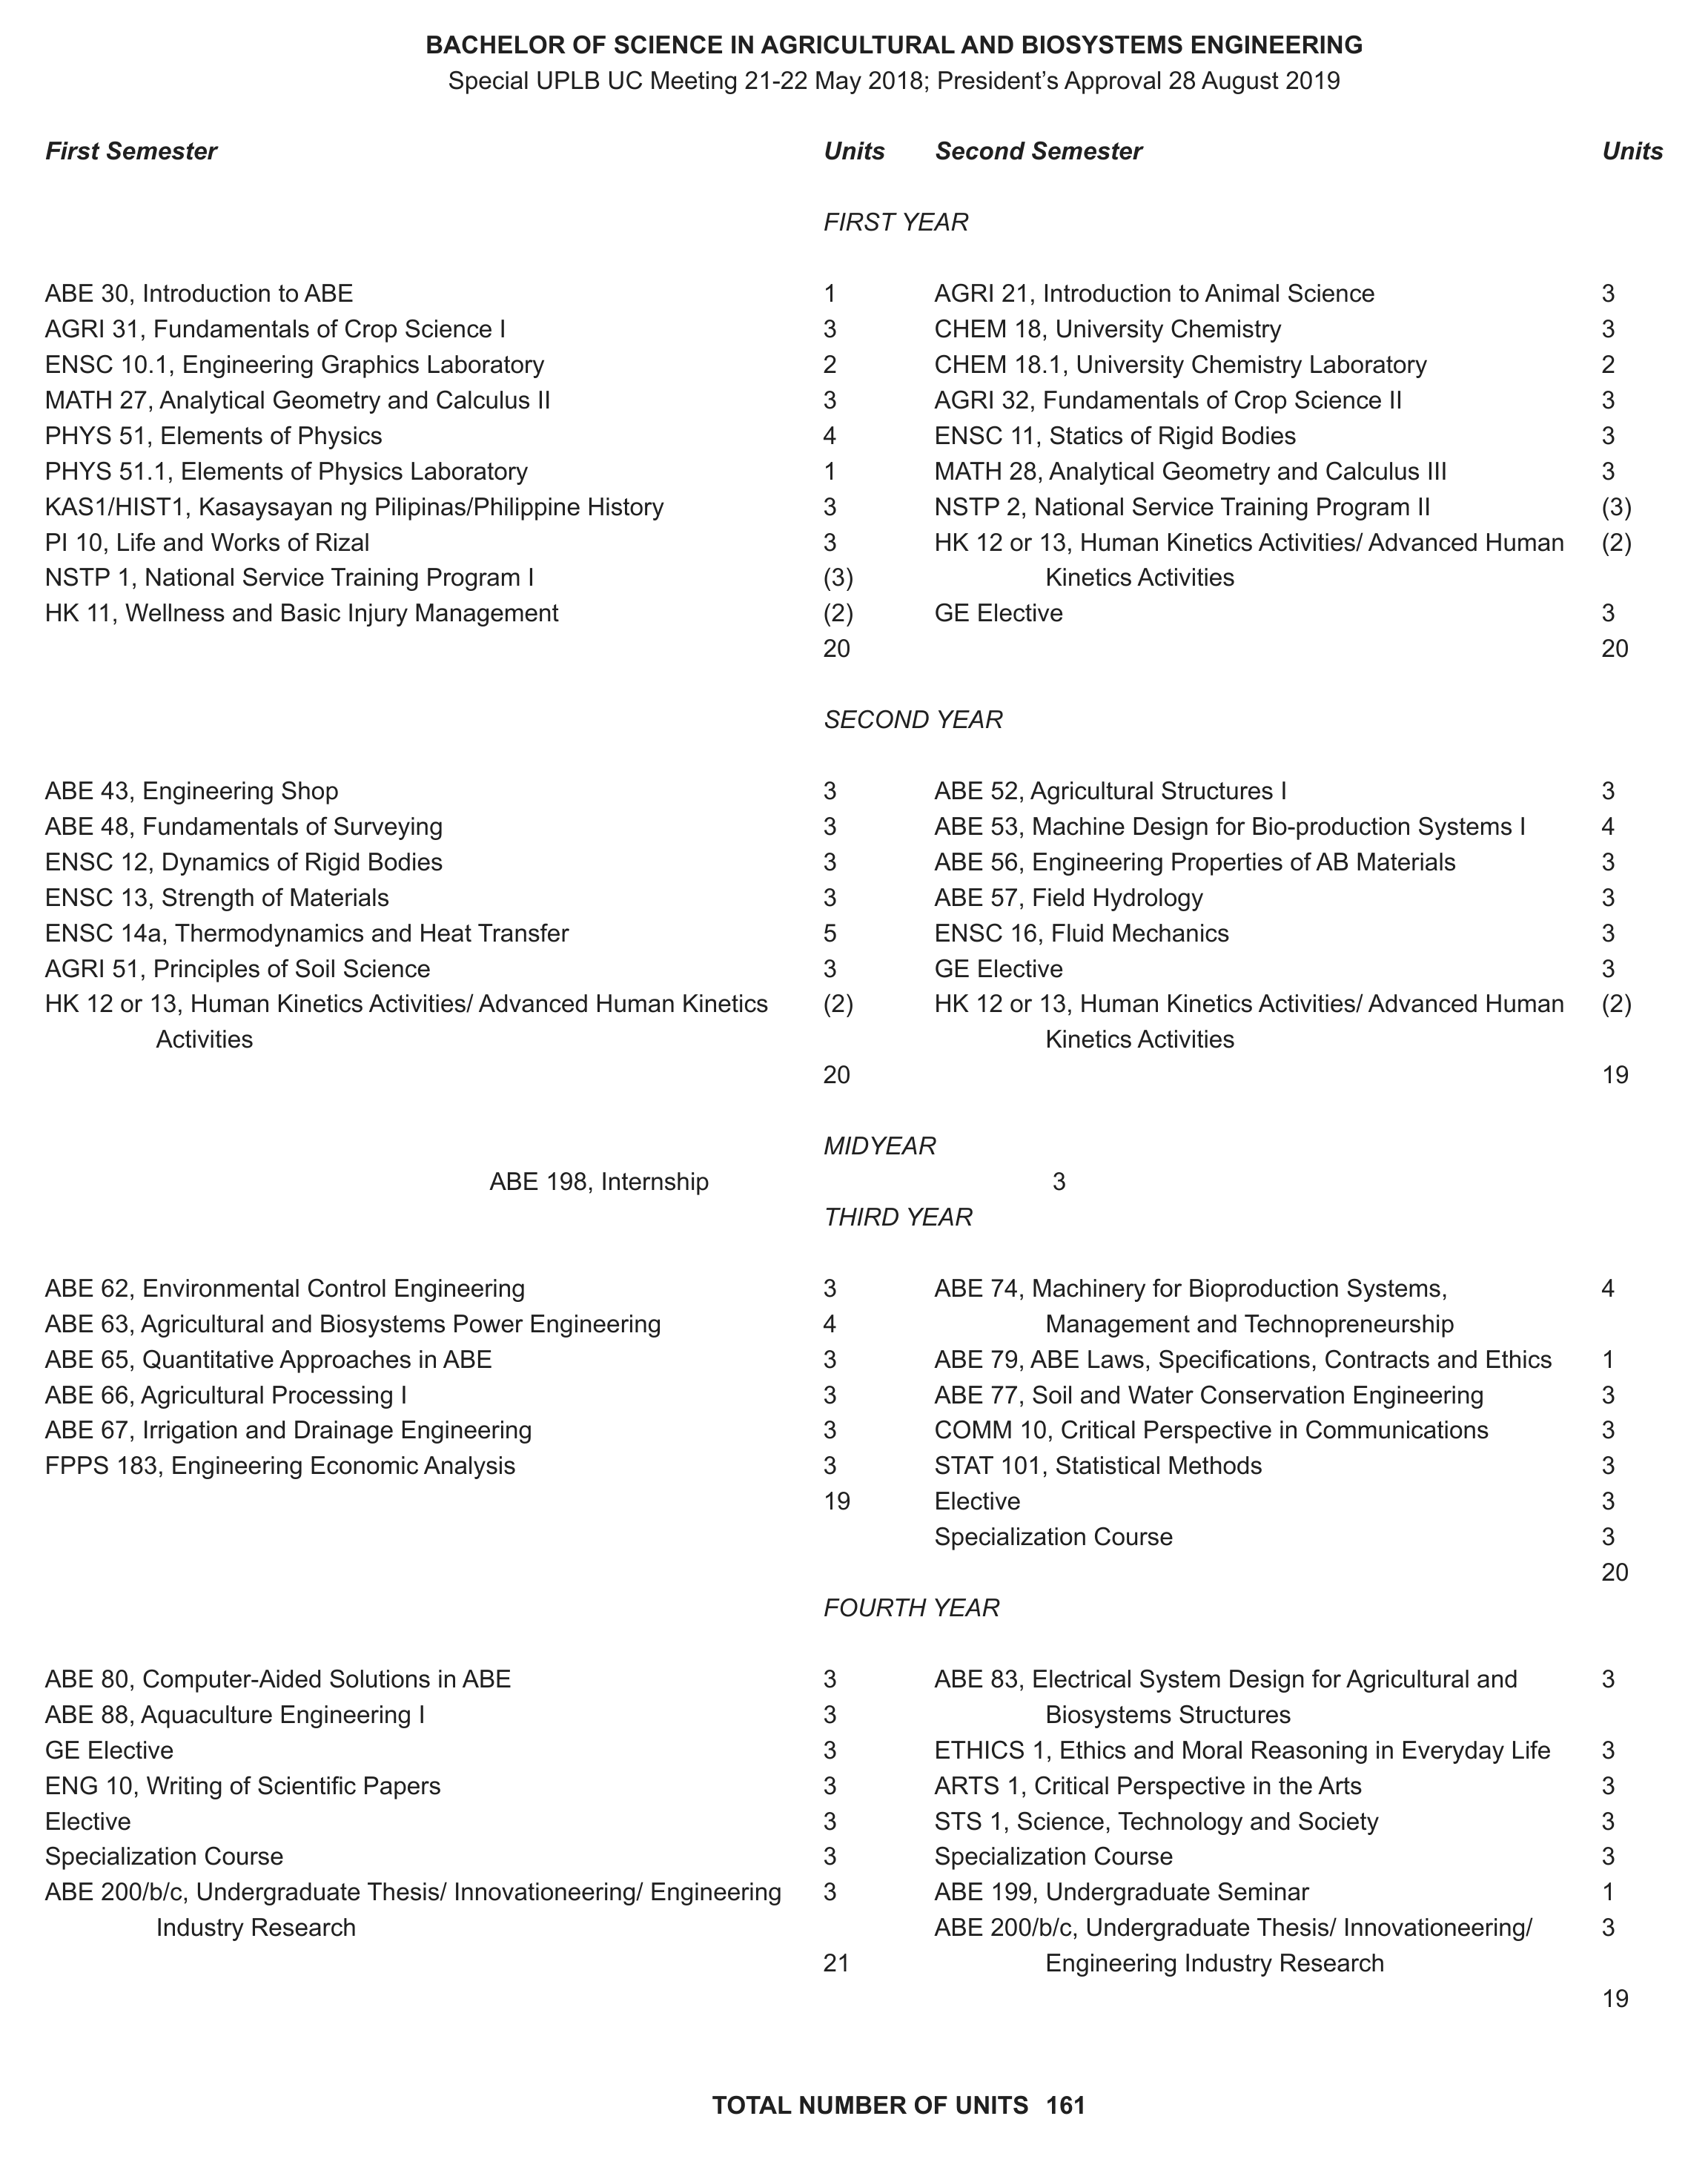 BACHELOR OF SCIENCE IN AGRICULTURAL AND BIOSYSTEMS ENGINEERING
Special UPLB UC Meeting 21-22 May 2018; President’s Approval 28 August 2019
First Semester Units Second Semester Units
FIRST YEAR
ABE 30, Introduction to ABE 1 AGRI 21, Introduction to Animal Science 3
AGRI 31, Fundamentals of Crop Science I 3 CHEM 18, University Chemistry 3
ENSC 10.1, Engineering Graphics Laboratory 2 CHEM 18.1, University Chemistry Laboratory 2
MATH 27, Analytical Geometry and Calculus II 3 AGRI 32, Fundamentals of Crop Science II 3
PHYS 51, Elements of Physics 4 ENSC 11, Statics of Rigid Bodies 3
PHYS 51.1, Elements of Physics Laboratory 1 MATH 28, Analytical Geometry and Calculus III 3
KAS1/HIST1, Kasaysayan ng Pilipinas/Philippine History 3 NSTP 2, National Service Training Program II (3)
PI 10, Life and Works of Rizal 3 HK 12 or 13, Human Kinetics Activities/ Advanced Human (2)
NSTP 1, National Service Training Program I (3) Kinetics Activities
HK 11, Wellness and Basic Injury Management (2) GE Elective 3
20 20
SECOND YEAR
ABE 43, Engineering Shop 3 ABE 52, Agricultural Structures I 3
ABE 48, Fundamentals of Surveying 3 ABE 53, Machine Design for Bio-production Systems I 4
ENSC 12, Dynamics of Rigid Bodies 3 ABE 56, Engineering Properties of AB Materials 3
ENSC 13, Strength of Materials 3 ABE 57, Field Hydrology 3
ENSC 14a, Thermodynamics and Heat Transfer 5 ENSC 16, Fluid Mechanics 3
AGRI 51, Principles of Soil Science 3 GE Elective 3
HK 12 or 13, Human Kinetics Activities/ Advanced Human Kinetics (2) HK 12 or 13, Human Kinetics Activities/ Advanced Human (2)
Activities Kinetics Activities
20 19
MIDYEAR
ABE 198, Internship 3
THIRD YEAR
ABE 62, Environmental Control Engineering 3 ABE 74, Machinery for Bioproduction Systems, 4
ABE 63, Agricultural and Biosystems Power Engineering 4 Management and Technopreneurship
ABE 65, Quantitative Approaches in ABE 3 ABE 79, ABE Laws, Specifications, Contracts and Ethics 1
ABE 66, Agricultural Processing I 3 ABE 77, Soil and Water Conservation Engineering 3
ABE 67, Irrigation and Drainage Engineering 3 COMM 10, Critical Perspective in Communications 3
FPPS 183, Engineering Economic Analysis 3 STAT 101, Statistical Methods 3
19 Elective 3
Specialization Course 3
20
FOURTH YEAR
ABE 80, Computer-Aided Solutions in ABE 3 ABE 83, Electrical System Design for Agricultural and 3
ABE 88, Aquaculture Engineering I 3 Biosystems Structures
GE Elective 3 ETHICS 1, Ethics and Moral Reasoning in Everyday Life 3
ENG 10, Writing of Scientific Papers 3 ARTS 1, Critical Perspective in the Arts 3
Elective 3 STS 1, Science, Technology and Society 3
Specialization Course 3 Specialization Course 3
ABE 200/b/c, Undergraduate Thesis/ Innovationeering/ Engineering 3 ABE 199, Undergraduate Seminar 1
Industry Research ABE 200/b/c, Undergraduate Thesis/ Innovationeering/ 3
21 Engineering Industry Research
19
TOTAL NUMBER OF UNITS 161